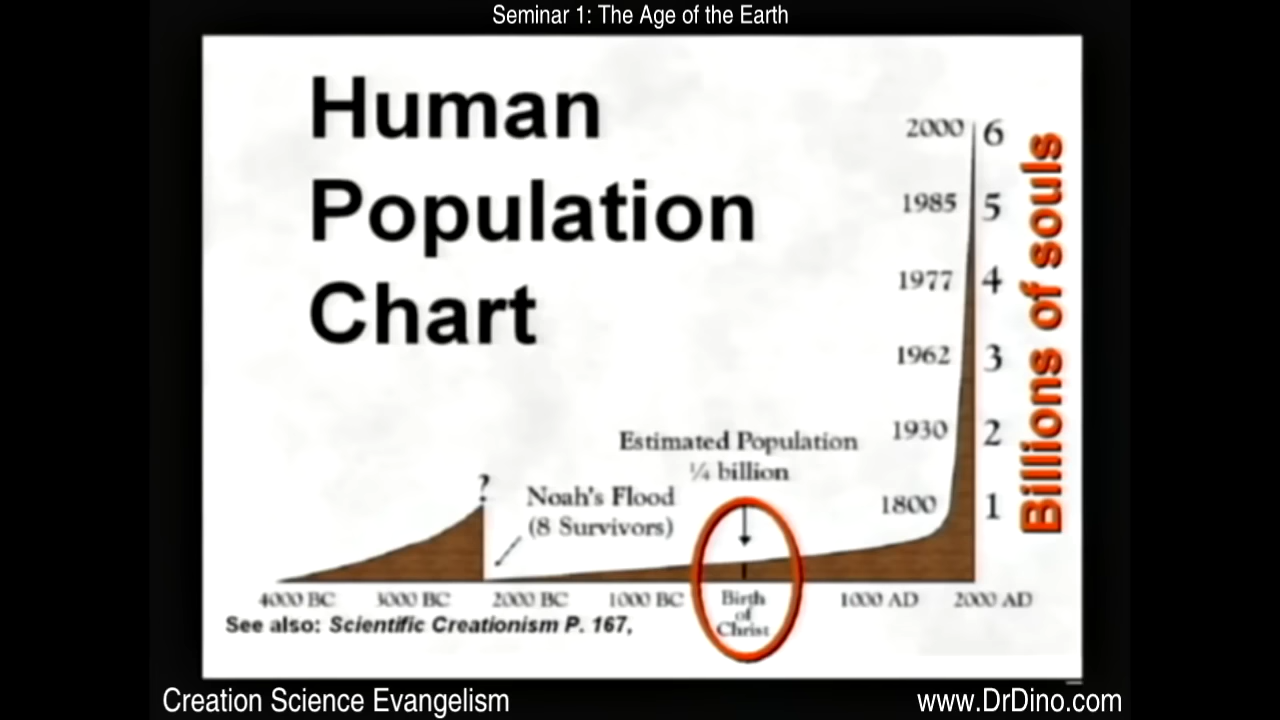 Seminar 1: The Age of the Earth
Human
Population
Chart
2000 6
1985 5
1977 4
1962 3
1930 2
1800 1
Billions of souls
Estimated Population
¼ billion
?
Noah's Flood
(8 Survivors)
4000 BC 3000 BC 2000 BC 1000 BC Birth of Christ 1000 AD 2000 AD
See also: Scientific Creationism P. 167,
Creation Science Evangelism
www.DrDino.com